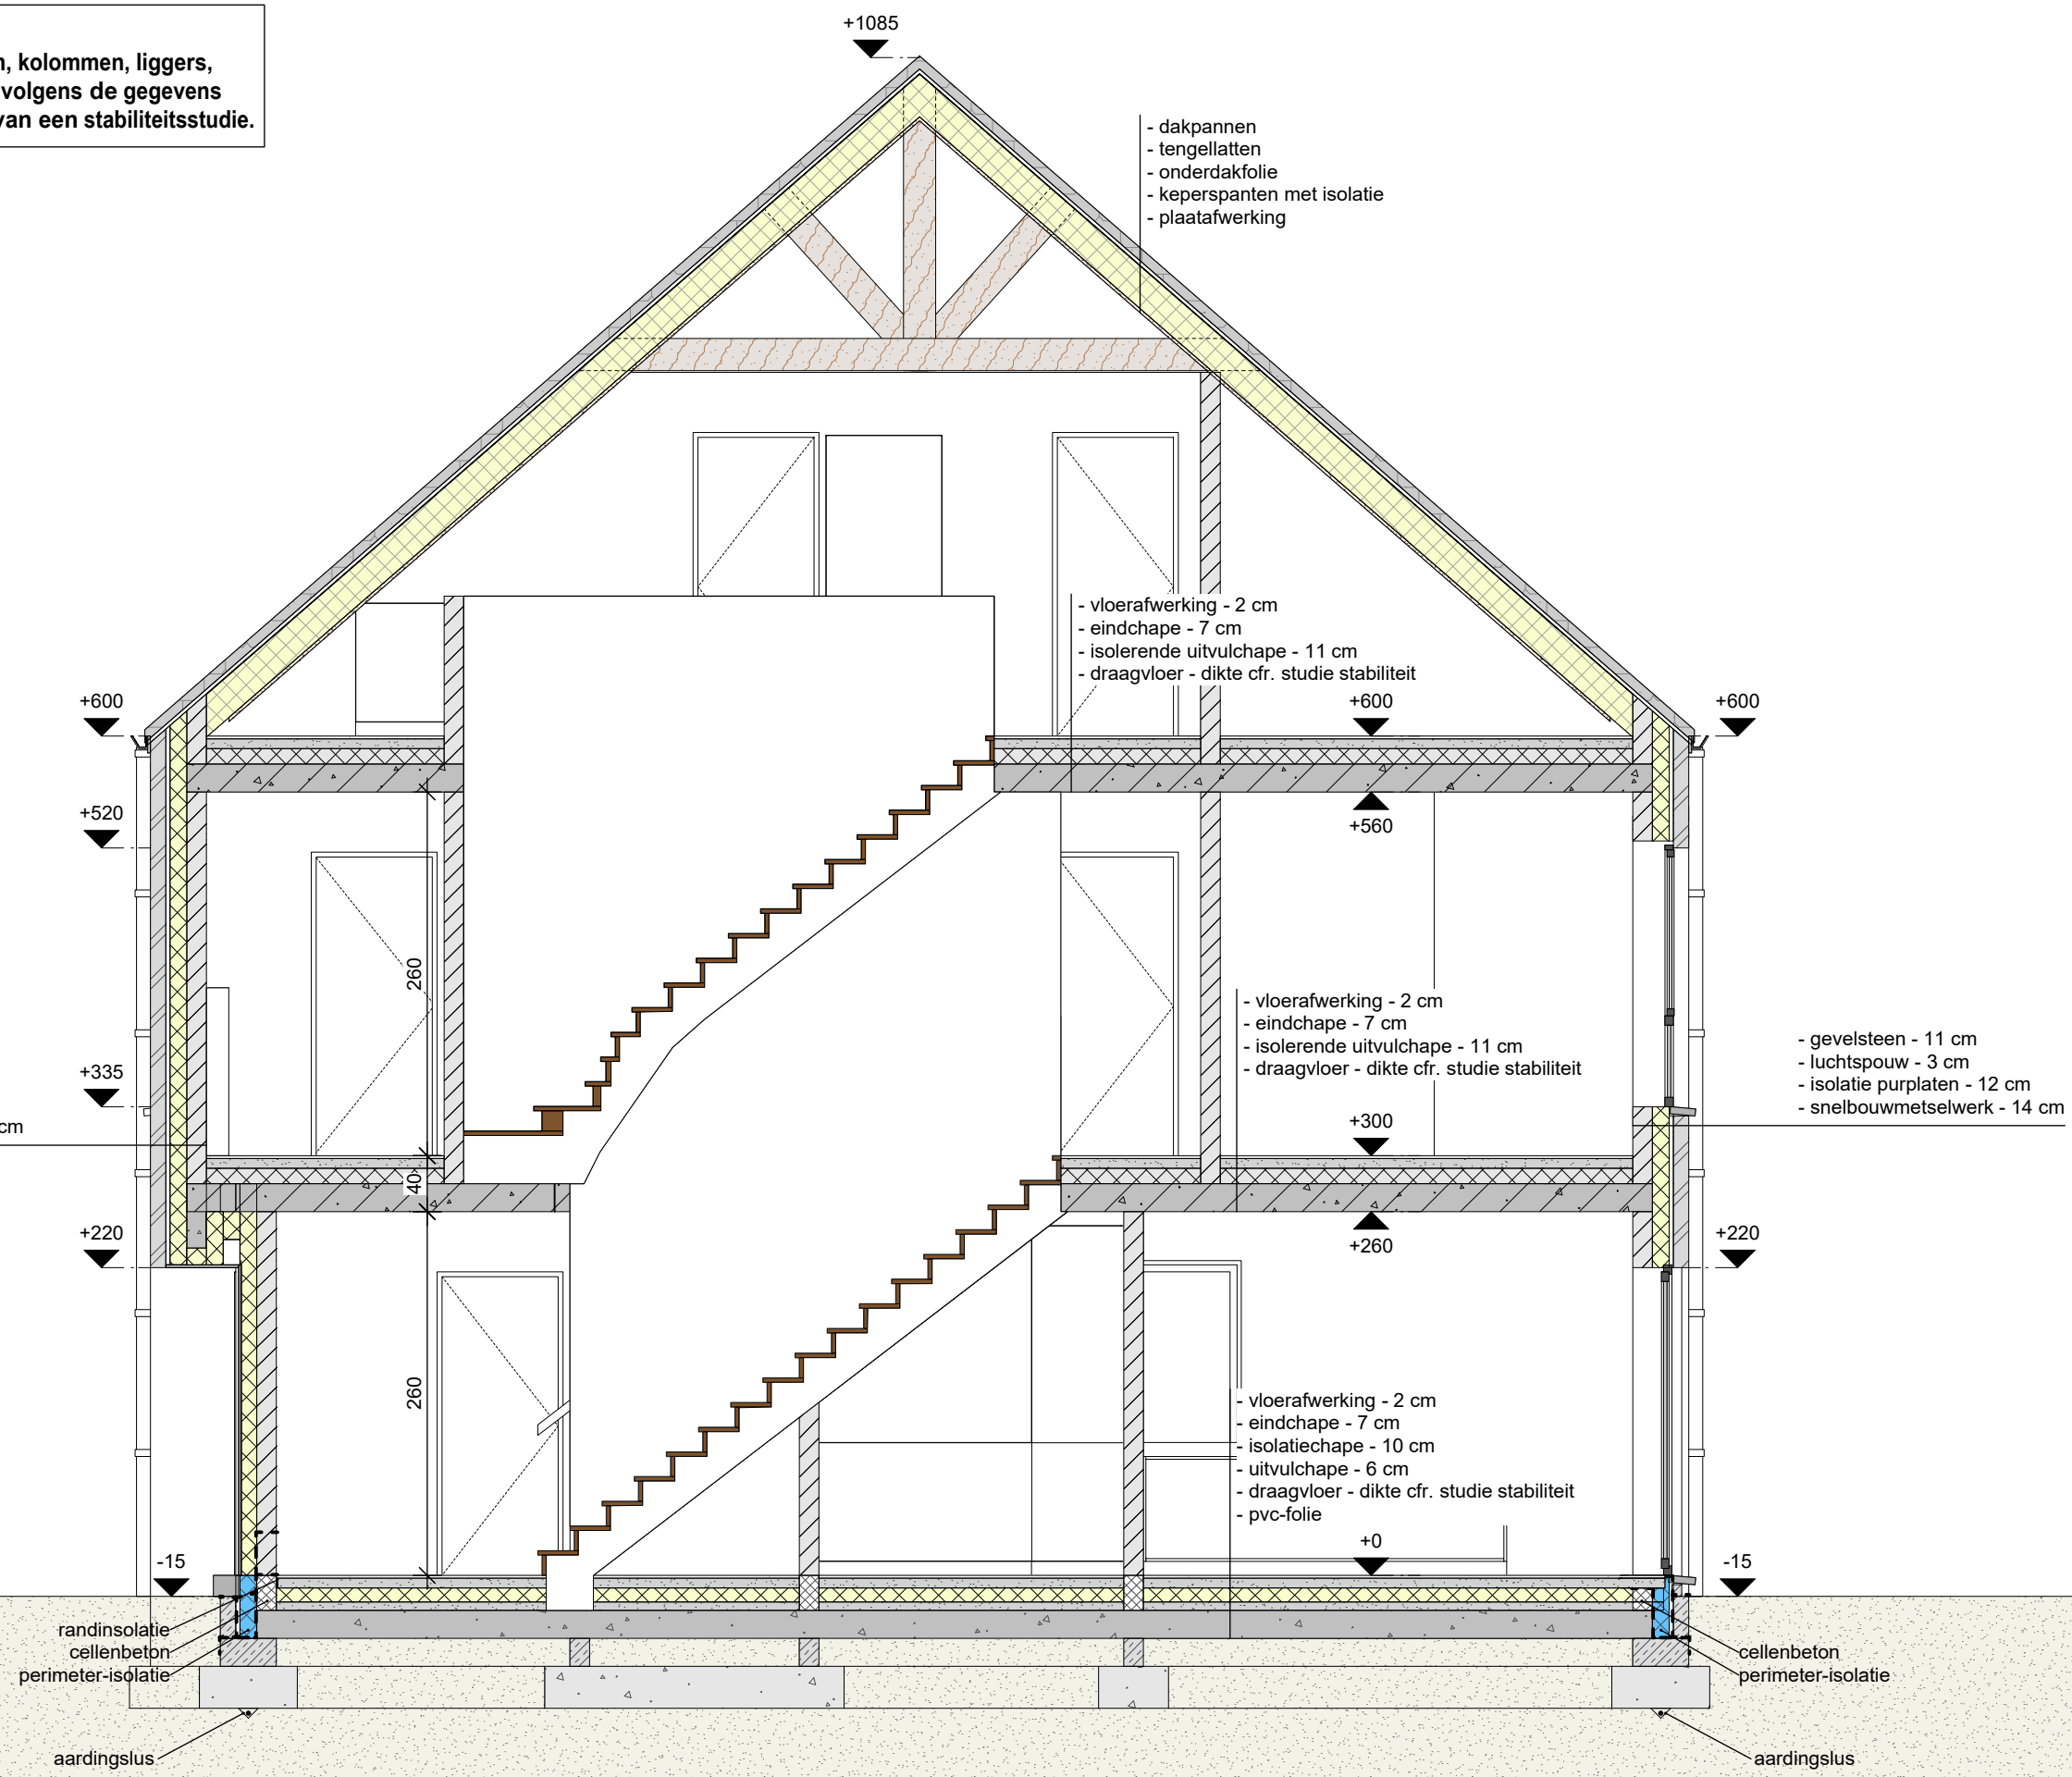 n, kolommen, liggers,
volgens de gegevens
van een stabiliteitsstudie.
+1085
- dakpannen
- tengellatten
- onderdakfolie
- keperspanten met isolatie
- plaatafwerking
- vloerafwerking - 2 cm
- eindchape - 7 cm
- isolerende uitvulchape - 11 cm
- draagvloer - dikte cfr. studie stabiliteit
+600
+600
+600
+520
+560
260
- vloerafwerking - 2 cm
- eindchape - 7 cm
- isolerende uitvulchape - 11 cm
- draagvloer - dikte cfr. studie stabiliteit
- gevelsteen - 11 cm
- luchtspouw - 3 cm
- isolatie purplaten - 12 cm
- snelbouwmetselwerk - 14 cm
+335
cm
+300
40
+220
+260
+220
260
- vloerafwerking - 2 cm
- eindchape - 7 cm
- isolatiechape - 10 cm
- uitvulchape - 6 cm
- draagvloer - dikte cfr. studie stabiliteit
- pvc-folie
-15
+0
-15
randinsolatie
cellenbeton
perimeter-isolatie
cellenbeton
perimeter-isolatie
aardingslus
aardingslus